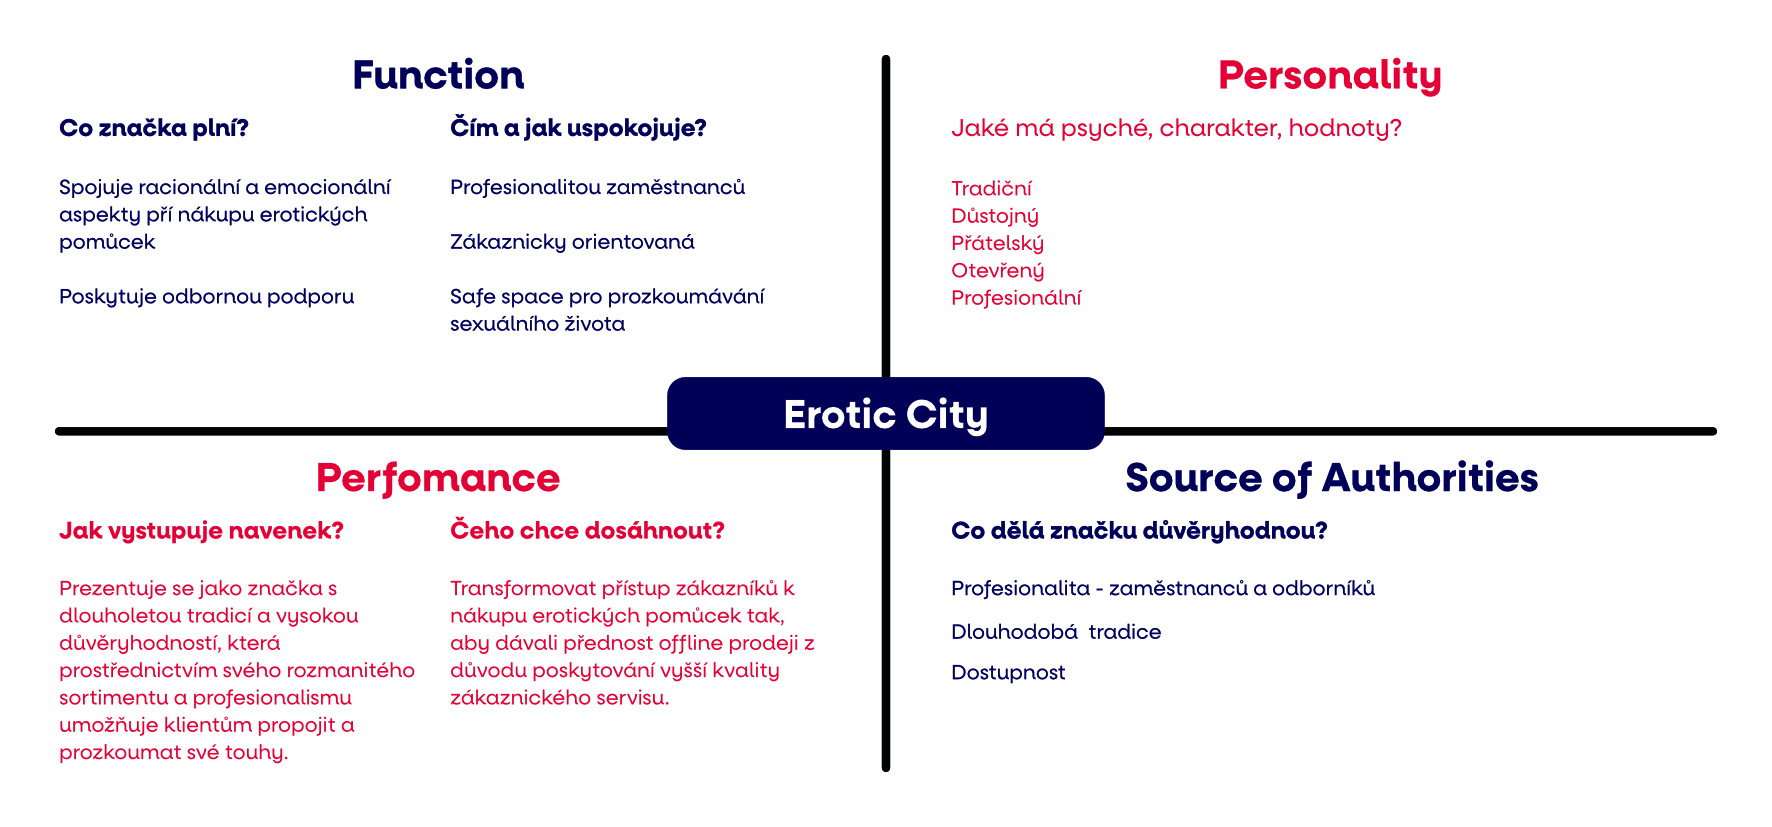 Function
Co značka plní?
Spojuje racionální a emocionální
aspekty pří nákupu erotických
pomůcek
Poskytuje odbornou podporu
Čím a jak uspokojuje?
Profesionalitou zaměstnanců
Zákaznicky orientovaná
Safe space pro prozkoumávání
sexuálního života
Personality
Jaké má psyché, charakter, hodnoty?
Tradiční
Důstojný
Přátelský
Otevřený
Profesionální
Erotic City
Perfomance
Jak vystupuje navenek?
Prezentuje se jako značka s
dlouholetou tradicí a vysokou
důvěryhodností, která
prostřednictvím svého rozmanitého
sortimentu a profesionalismu
umožňuje klientům propojit a
prozkoumat své touhy.
Čeho chce dosáhnout?
Transformovat přístup zákazníků k
nákupu erotických pomůcek tak,
aby dávali přednost offline prodeji z
důvodu poskytování vyšší kvality
zákaznického servisu.
Source of Authorities
Co dělá značku důvěryhodnou?
Profesionalita - zaměstnanců a odborníků
Dlouhodobá  tradice
Dostupnost